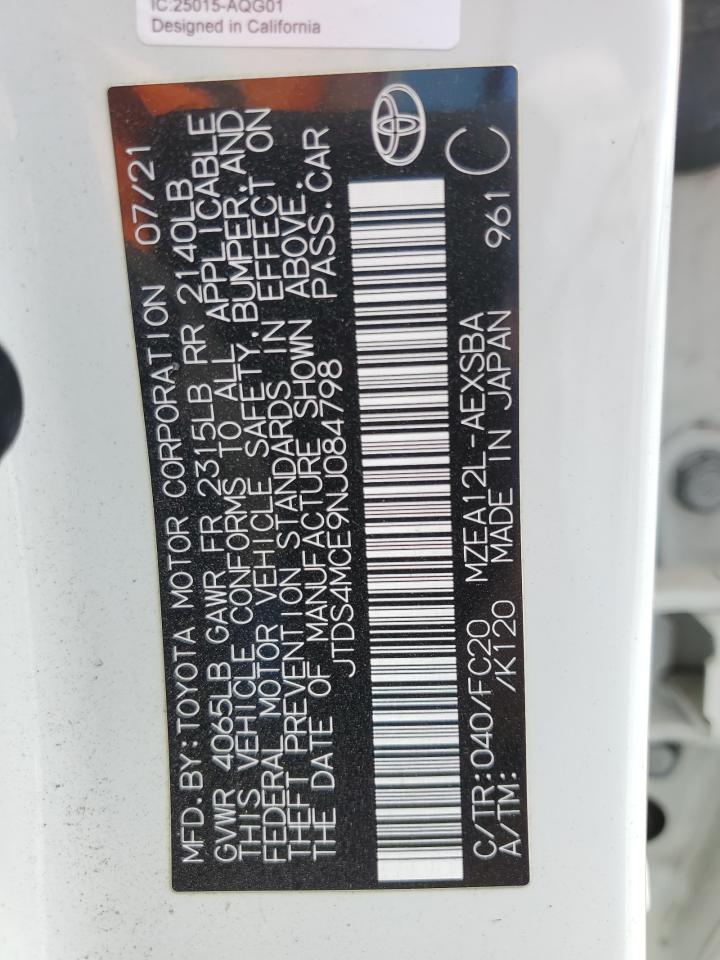 IC:25015-AQG01
Designed in California
MFD.BY:TOYOTA MOTOR CORPORATION 07/21
GVWR 4065LB GAWR FR 2315LB RR 2140LB
THIS VEHICLE CONFORMS TO ALL APPLICABLE
FEDERAL MOTOR VEHICLE SAFETY,BUMPER,AND
THEFT PREVENTION STANDARDS IN EFFECT ON
THE DATE OF MANUFACTURE SHOWN ABOVE.
JTDS4MCE9NJ084798 PASS.CAR
C/TR:040/FC20 MZEA12L-AEXSBA 961 C
A/TM: /K120 MADE IN JAPAN